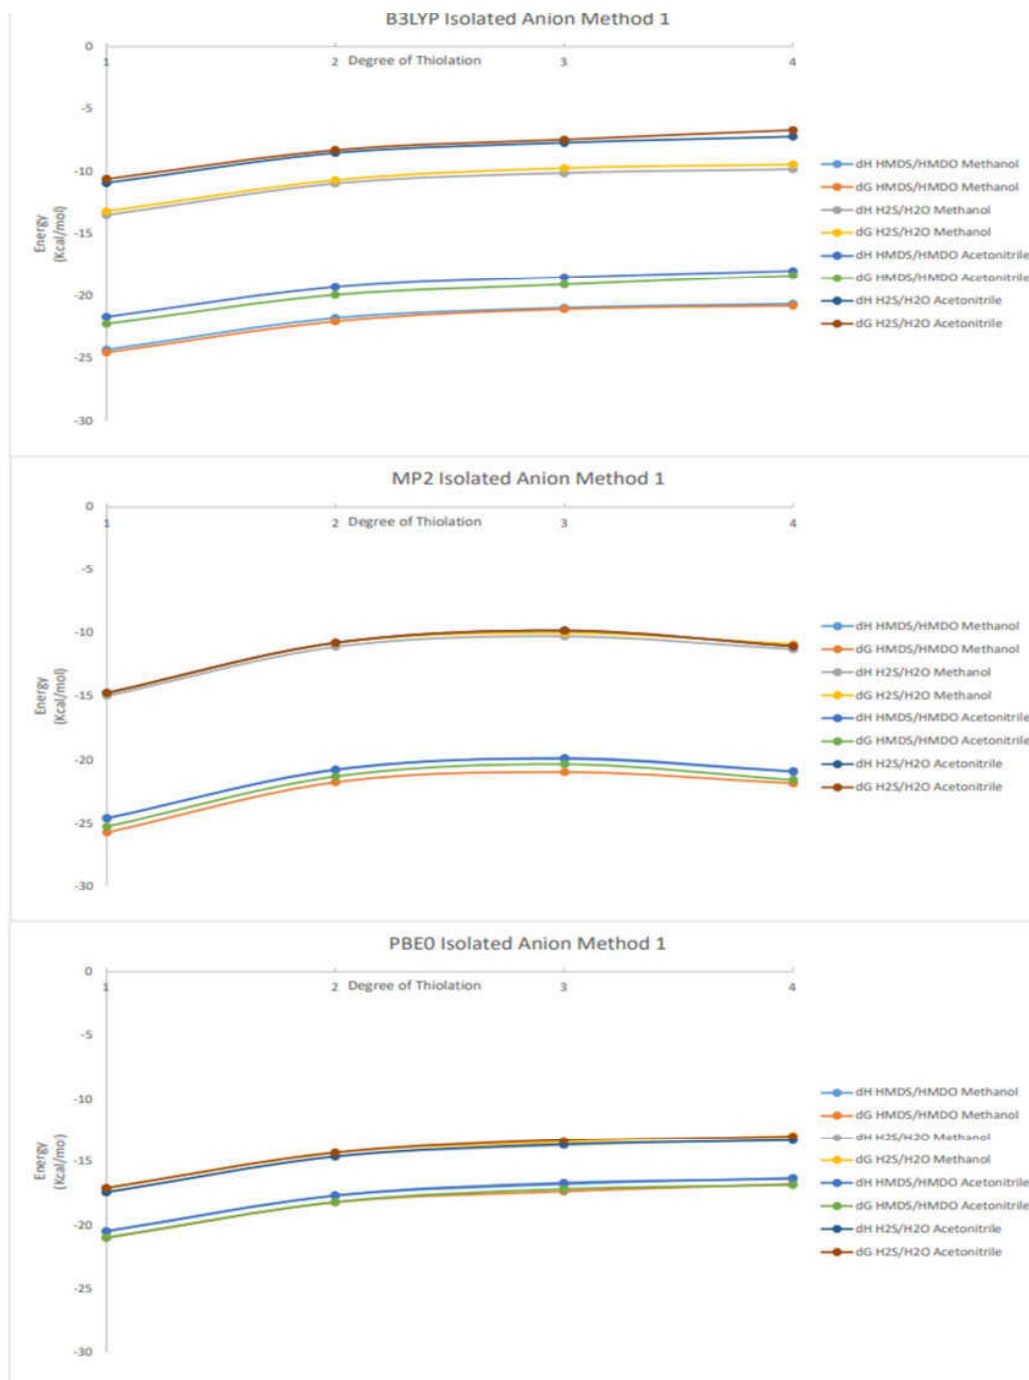 B3LYP Isolated Anion Method 1
0
1
2
Degree of Thiolation
3
4
-5
-10
-15
-20
-25
-30
Energy
(Kcal/mol)
dH HMDS/HMDO Methanol
dG HMDS/HMDO Methanol
dH H2S/H2O Methanol
dG H2S/H2O Methanol
dH HMDS/HMDO Acetonitrile
dG HMDS/HMDO Acetonitrile
dH H2S/H2O Acetonitrile
dG H2S/H2O Acetonitrile
MP2 Isolated Anion Method 1
0
1
2
Degree of Thiolation
3
4
-5
-10
-15
-20
-25
-30
Energy
(Kcal/mol)
dH HMDS/HMDO Methanol
dG HMDS/HMDO Methanol
dH H2S/H2O Methanol
dG H2S/H2O Methanol
dH HMDS/HMDO Acetonitrile
dG HMDS/HMDO Acetonitrile
dH H2S/H2O Acetonitrile
dG H2S/H2O Acetonitrile
PBE0 Isolated Anion Method 1
0
1
2
Degree of Thiolation
3
4
-5
-10
-15
-20
-25
-30
Energy
(Kcal/mol)
dH HMDS/HMDO Methanol
dG HMDS/HMDO Methanol
dH H2S/H2O Methanol
dG H2S/H2O Methanol
dH HMDS/HMDO Acetonitrile
dG HMDS/HMDO Acetonitrile
dH H2S/H2O Acetonitrile
dG H2S/H2O Acetonitrile